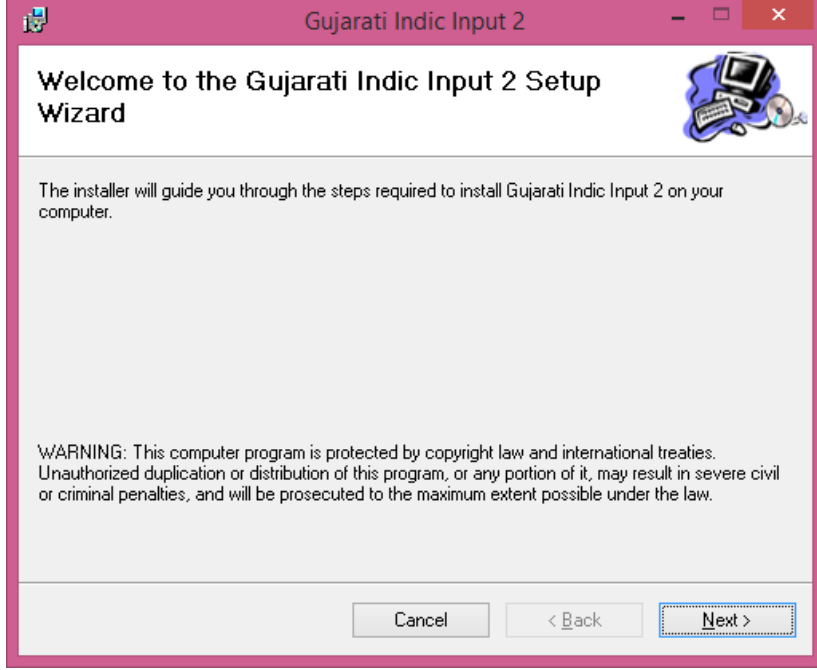 Gujarati Indic Input 2
Welcome to the Gujarati Indic Input 2 Setup
Wizard
The installer will guide you through the steps required to install Gujarati Indic Input 2 on your
computer.
WARNING: This computer program is protected by copyright law and international treaties.
Unauthorized duplication or distribution of this program, or any portion of it, may result in severe civil
or criminal penalties, and will be prosecuted to the maximum extent possible under the law.
Cancel < Back Next >